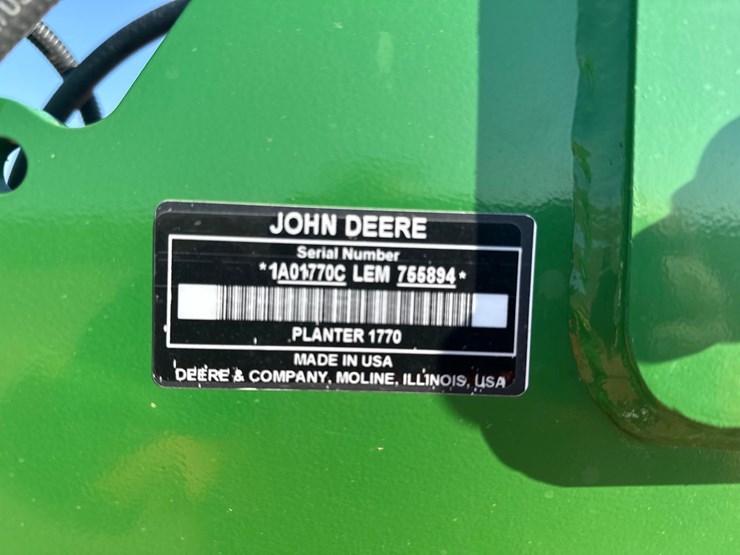 JOHN DEERE
Serial Number
*1A01770C LEM 755894*
PLANTER 1770
MADE IN USA
DEERE & COMPANY, MOLINE, ILLINOIS, USA